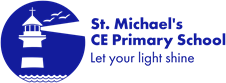 St. Michael's
CE Primary School
Let your light shine